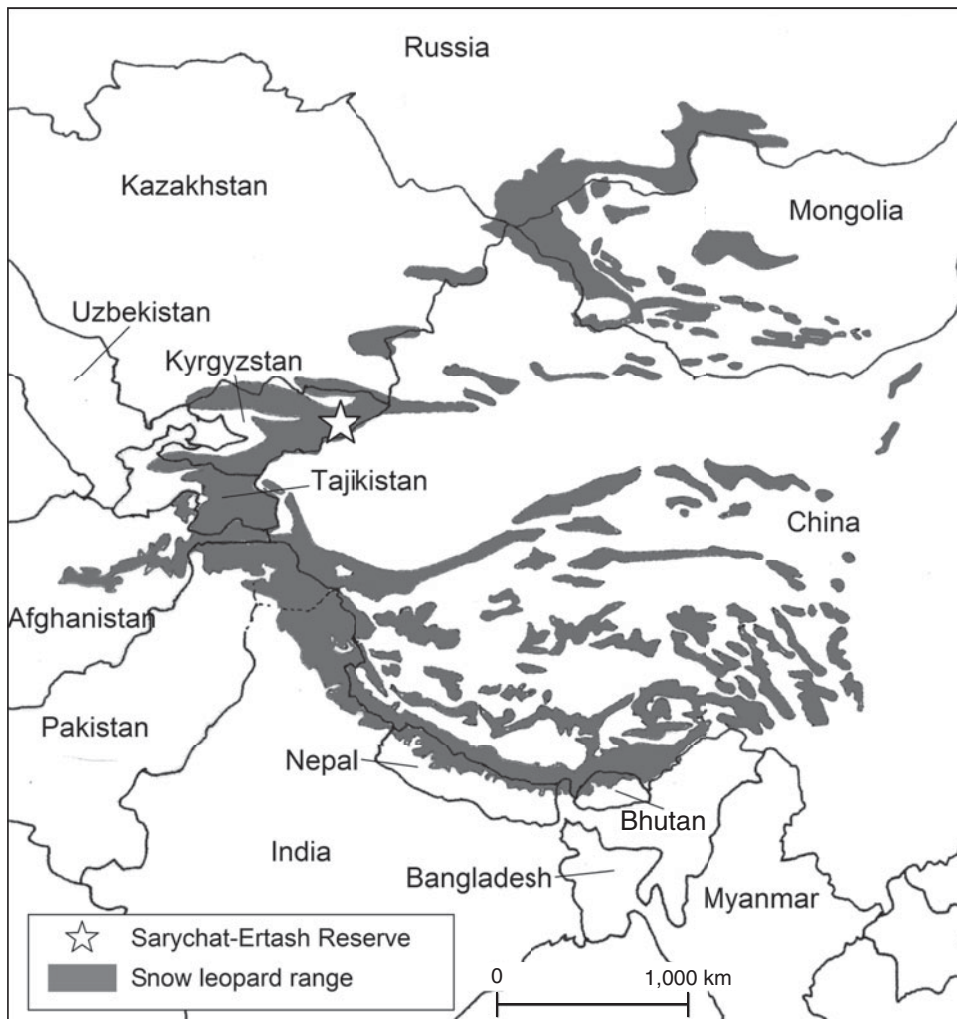 Russia
Kazakhstan
Mongolia
Uzbekistan
Kyrgyzstan
Tajikistan
China
Afghanistan
Pakistan
Nepal
Bhutan
India
Bangladesh
Myanmar
Sarychat-Ertash Reserve
Snow leopard range
0 1,000 km